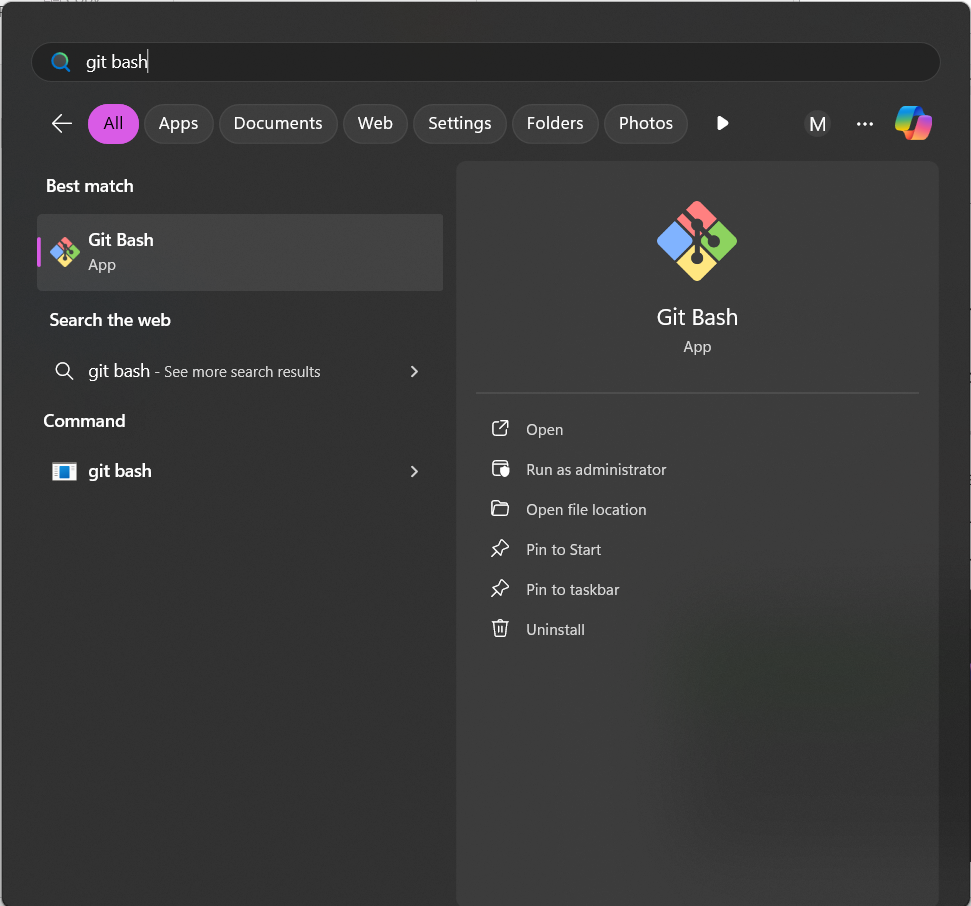 git bash
All
Apps
Documents
Web
Settings
Folders
Photos
M
Best match
Git Bash
App
Search the web
git bash - See more search results
Command
git bash
Git Bash
App
Open
Run as administrator
Open file location
Pin to Start
Pin to taskbar
Uninstall